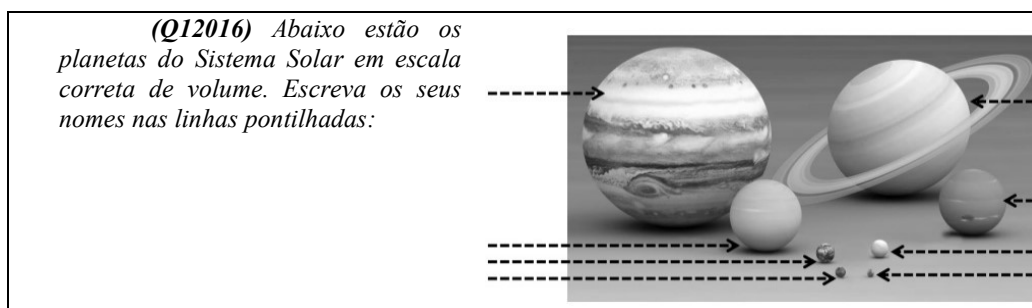 (Q12016) Abaixo estão os
planetas do Sistema Solar em escala
correta de volume. Escreva os seus
nomes nas linhas pontilhadas: